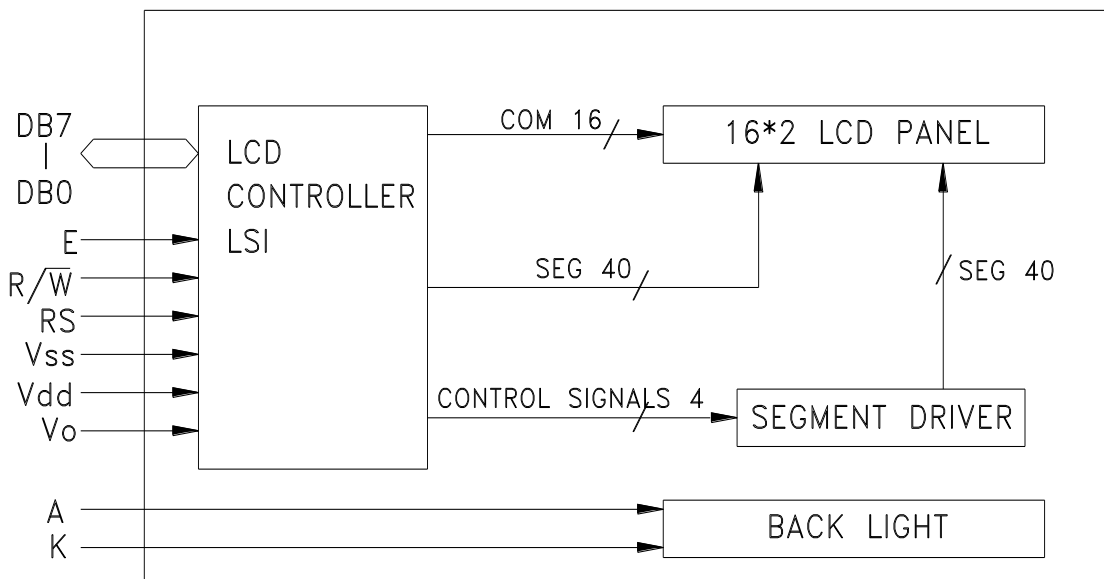 DB7
|
DB0
E
R/W̅
RS
Vss
Vdd
Vo
A
K
LCD
CONTROLLER
LSI
COM 16
16*2 LCD PANEL
SEG 40
SEG 40
CONTROL SIGNALS 4
SEGMENT DRIVER
BACK LIGHT